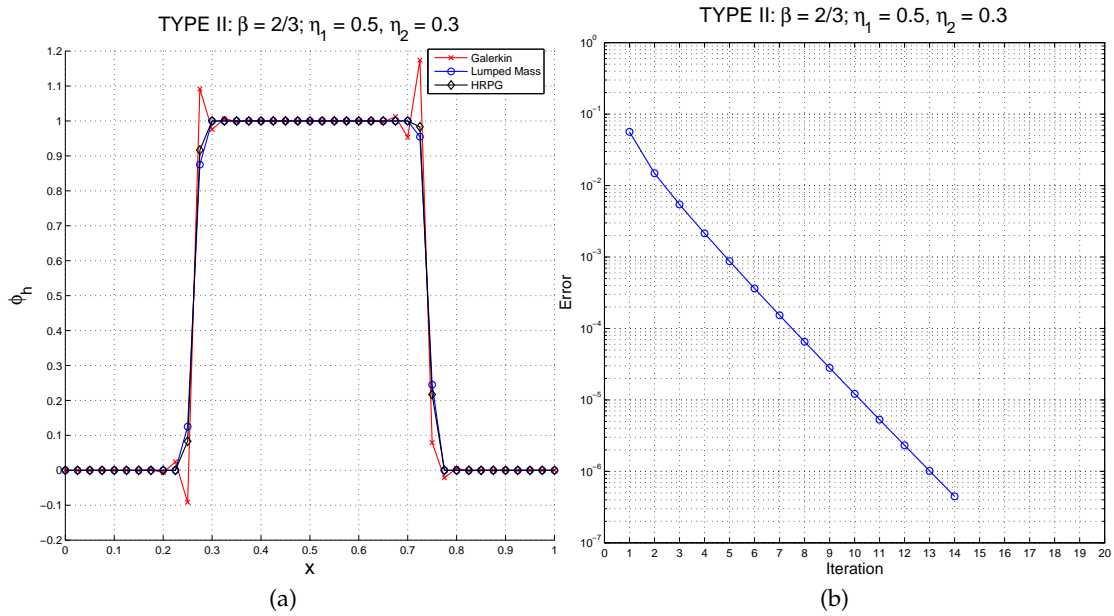 TYPE II: β = 2/3; η1 = 0.5, η2 = 0.3
1.2
1.1
1
0.9
0.8
0.7
0.6
0.5
0.4
0.3
0.2
0.1
0
−0.1
−0.2
ϕh
Galerkin
Lumped Mass
HRPG
0 0.1 0.2 0.3 0.4 0.5 0.6 0.7 0.8 0.9 1
x
(a)
TYPE II: β = 2/3; η1 = 0.5, η2 = 0.3
10^0
10^−1
10^−2
10^−3
10^−4
10^−5
10^−6
10^−7
Error
0 1 2 3 4 5 6 7 8 9 10 11 12 13 14 15 16 17 18 19 20
Iteration
(b)